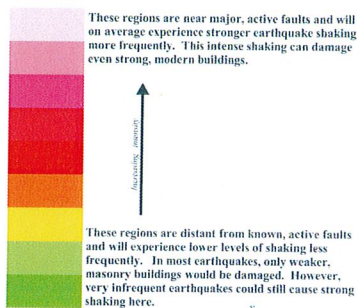 These regions are near major, active faults and will
on average experience stronger earthquake shaking
more frequently. This intense shaking can damage
even strong, modern buildings.
These regions are distant from known, active faults
and will experience lower levels of shaking less
frequently. In most earthquakes, only weaker,
masonry buildings would be damaged. However,
very infrequent earthquakes could still cause strong
shaking here.